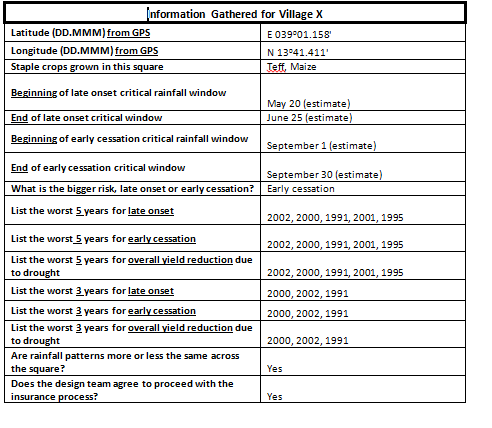 Information Gathered for Village X
Latitude (DD.MMM) from GPS
E 039°01.158'
Longitude (DD.MMM) from GPS
N 13°41.411'
Staple crops grown in this square
Teff, Maize
Beginning of late onset critical rainfall window
May 20 (estimate)
End of late onset critical window
June 25 (estimate)
Beginning of early cessation critical rainfall window
September 1 (estimate)
End of early cessation critical window
September 30 (estimate)
What is the bigger risk, late onset or early cessation?
Early cessation
List the worst 5 years for late onset
2002, 2000, 1991, 2001, 1995
List the worst 5 years for early cessation
2002, 2000, 1991, 2001, 1995
List the worst 5 years for overall yield reduction due
to drought
2002, 2000, 1991, 2001, 1995
List the worst 3 years for late onset
2000, 2002, 1991
List the worst 3 years for early cessation
2000, 2002, 1991
List the worst 3 years for overall yield reduction due
to drought
2000, 2002, 1991
Are rainfall patterns more or less the same across
the square?
Yes
Does the design team agree to proceed with the
insurance process?
Yes